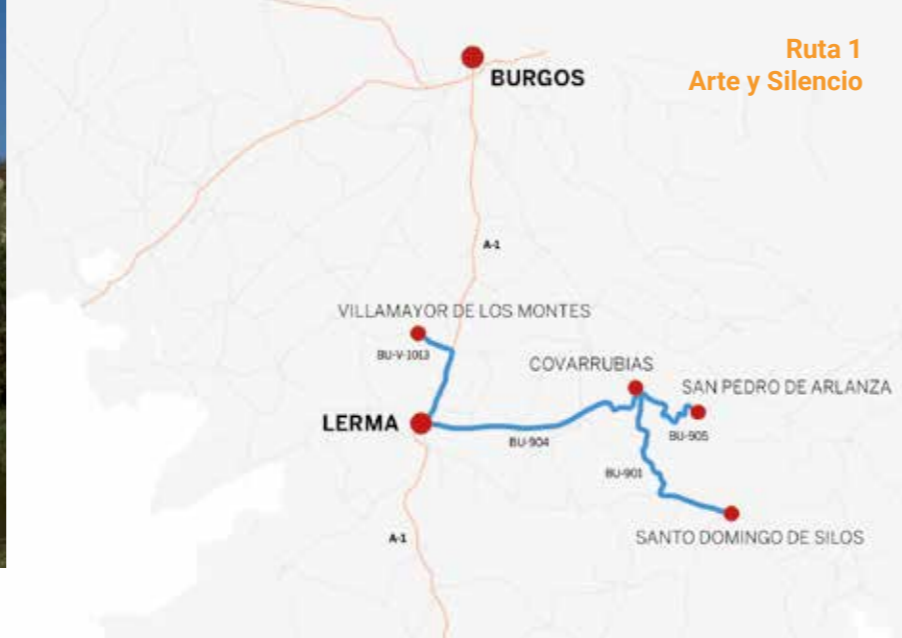 Ruta 1
Arte y Silencio
BURGOS
A-1
VILLAMAYOR DE LOS MONTES
BU-V-1013
COVARRUBIAS
SAN PEDRO DE ARLANZA
LERMA
BU-904
BU-905
BU-901
SANTO DOMINGO DE SILOS
A-1